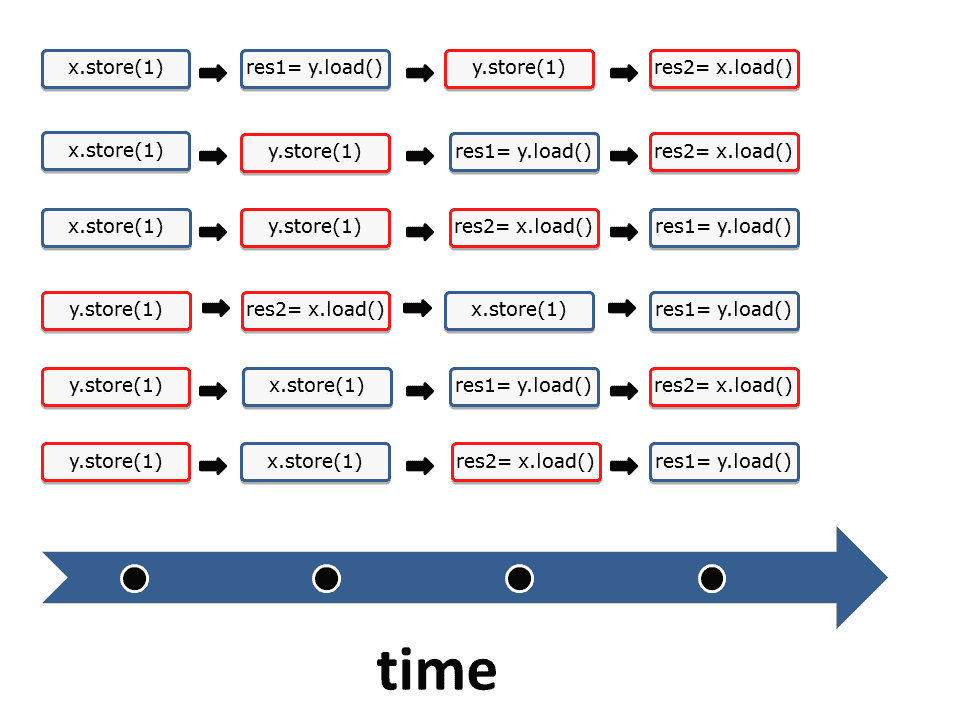 x.store(1) res1= y.load() y.store(1) res2= x.load()
x.store(1) y.store(1) res1= y.load() res2= x.load()
x.store(1) y.store(1) res2= x.load() res1= y.load()
y.store(1) res2= x.load() x.store(1) res1= y.load()
y.store(1) x.store(1) res1= y.load() res2= x.load()
y.store(1) x.store(1) res2= x.load() res1= y.load()
time